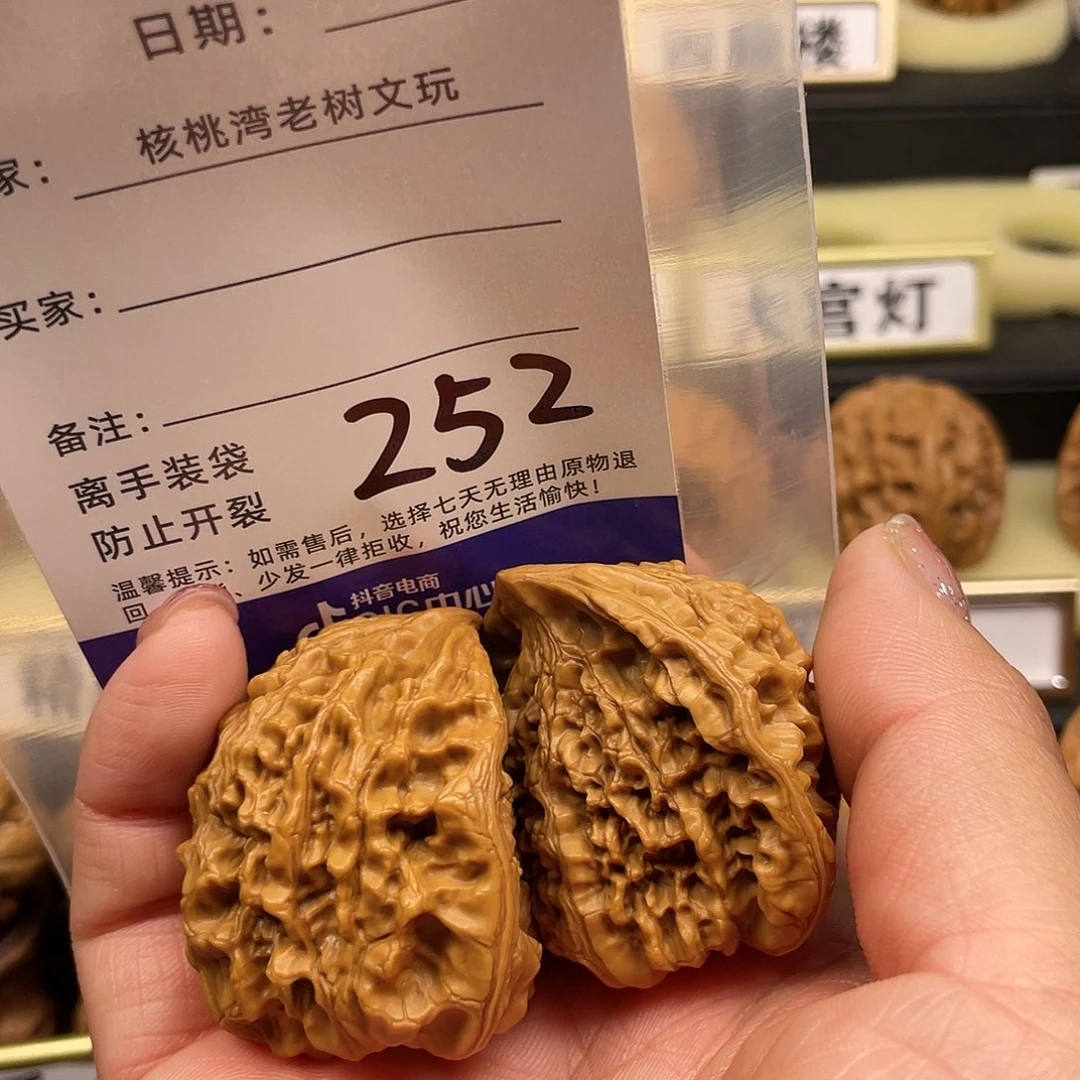 日期：
楼
家：核桃湾老树文玩
宫灯
买家：
备注：
252
离手装袋
防止开裂
温馨提示：如需售后，选择七天无理由原物退
回、少发一律拒收，祝您生活愉快！
抖音电商
中心